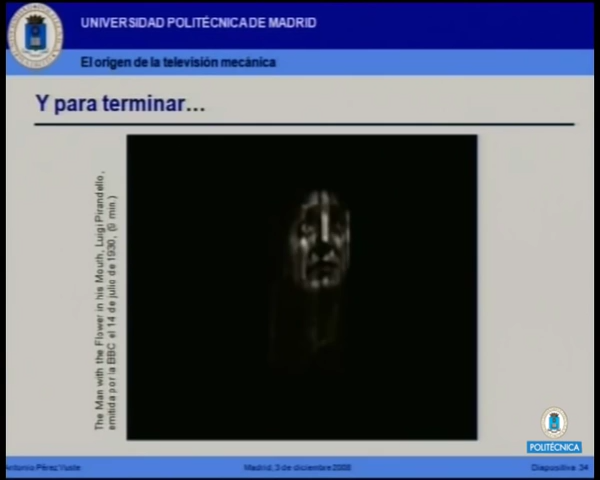 UNIVERSIDAD POLITÉCNICA DE MADRID
El origen de la televisión mecánica
Y para terminar...
The Man with the Flower in his Mouth, Luigi Pirandello,
emitida por la BBC el 14 de julio de 1930, (9 min.)
POLITÉCNICA
Antonio Pérez Yuste
Madrid, 3 de diciembre 2008
Diapositiva 34